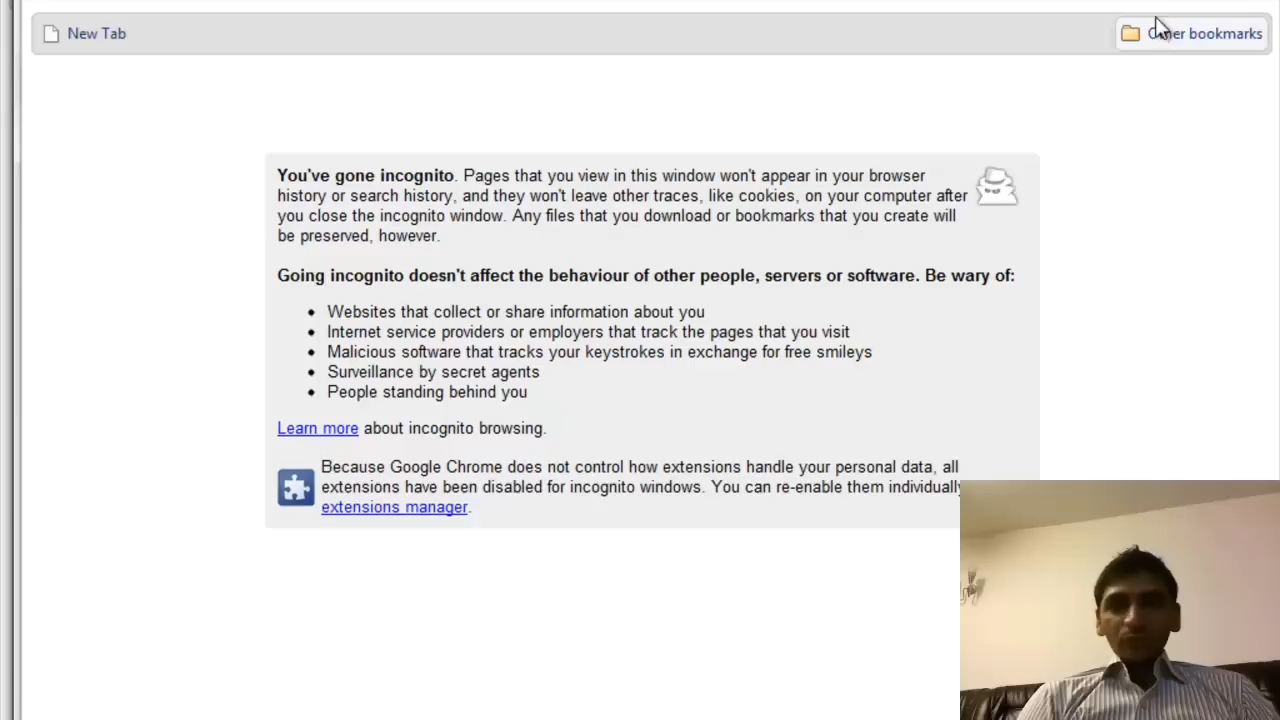 New Tab
bookmarks
You've gone incognito. Pages that you view in this window won't appear in your browser
history or search history, and they won't leave other traces, like cookies, on your computer after
you close the incognito window. Any files that you download or bookmarks that you create will
be preserved, however.
Going incognito doesn't affect the behaviour of other people, servers or software. Be wary of:
Websites that collect or share information about you
Internet service providers or employers that track the pages that you visit
Malicious software that tracks your keystrokes in exchange for free smileys
Surveillance by secret agents
People standing behind you
Learn more about incognito browsing.
Because Google Chrome does not control how extensions handle your personal data, all
extensions have been disabled for incognito windows. You can re-enable them individually
extensions manager.